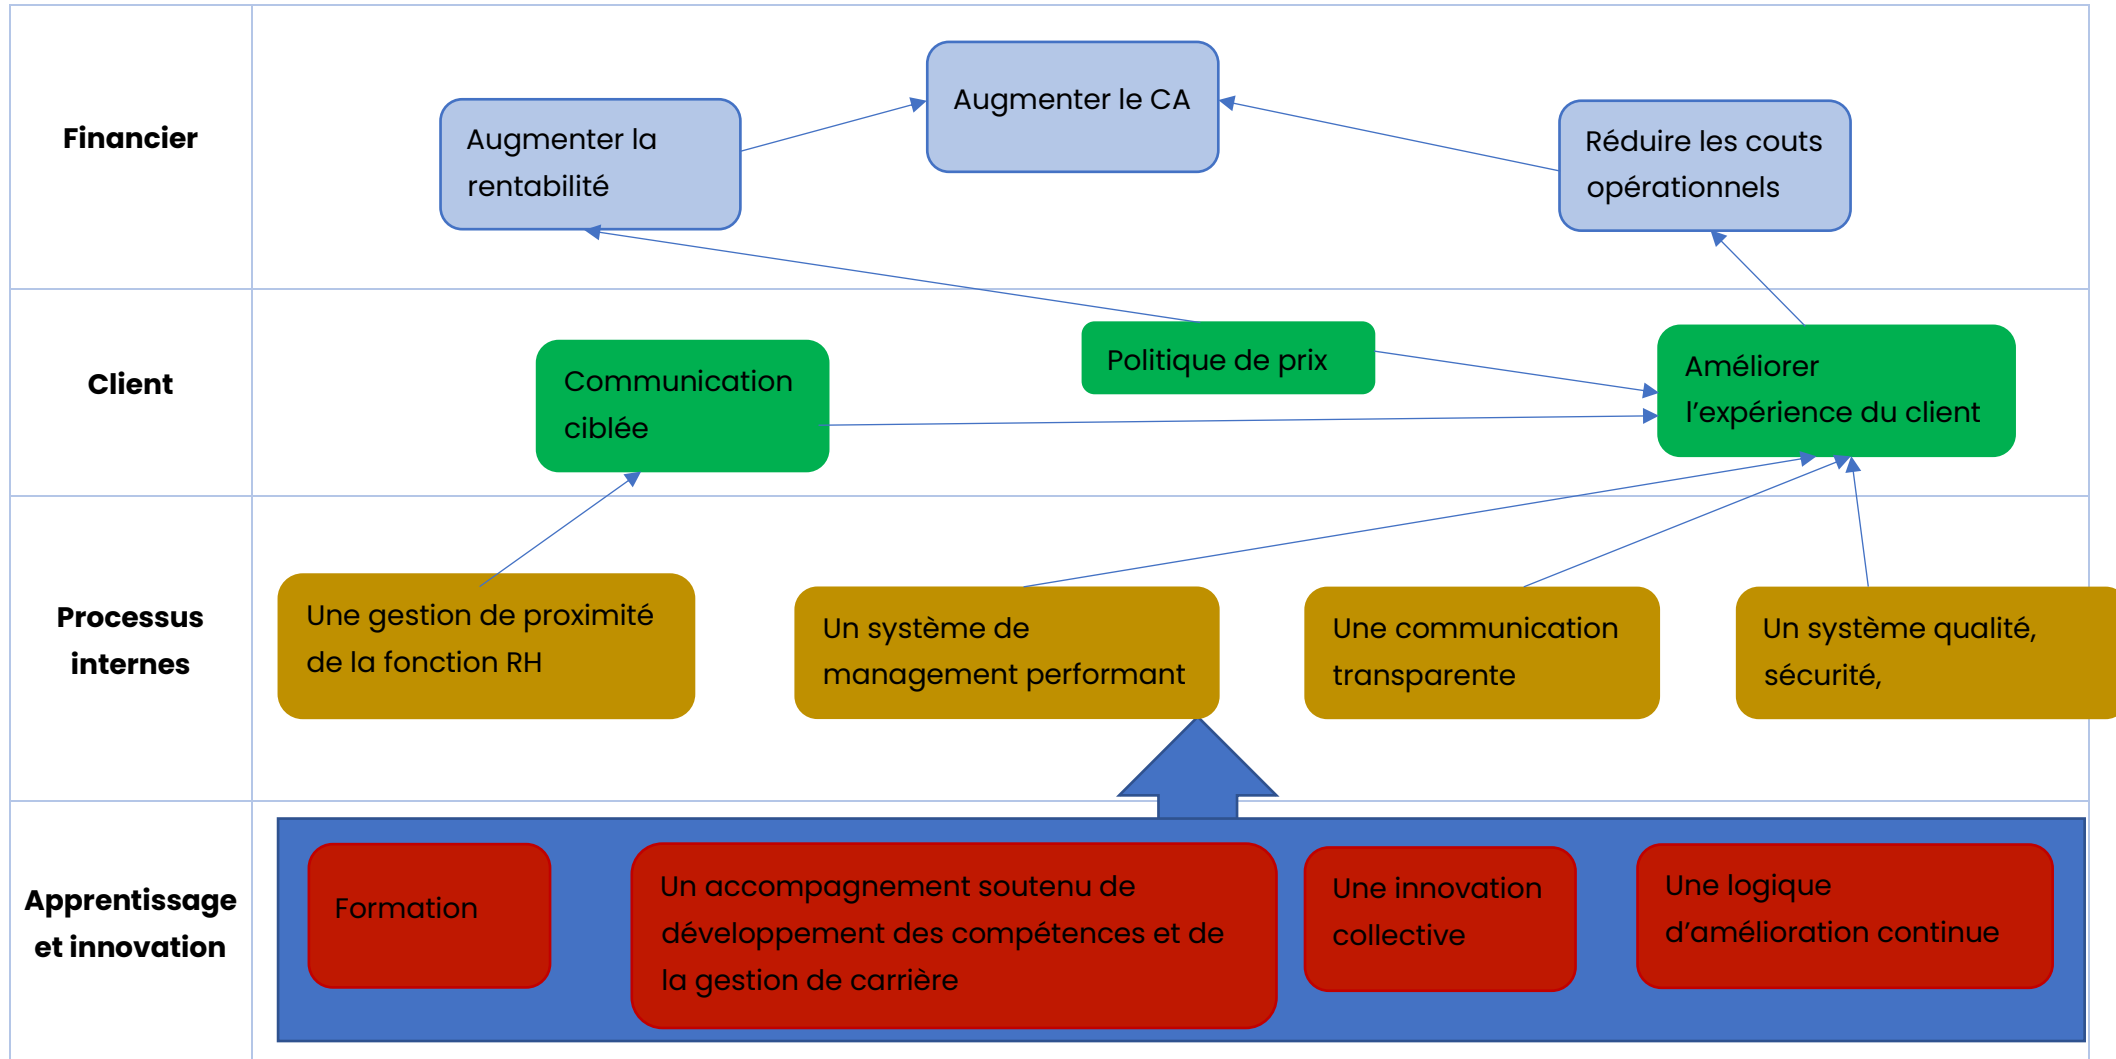 Financier
Augmenter la
rentabilité
Augmenter le CA
Réduire les couts
opérationnels
Client
Communication
ciblée
Politique de prix
Améliorer
l’expérience du client
Processus
internes
Une gestion de proximité
de la fonction RH
Un système de
management performant
Une communication
transparente
Un système qualité,
sécurité,
Apprentissage
et innovation
Formation
Un accompagnement soutenu de
développement des compétences et de
la gestion de carrière
Une innovation
collective
Une logique
d’amélioration continue